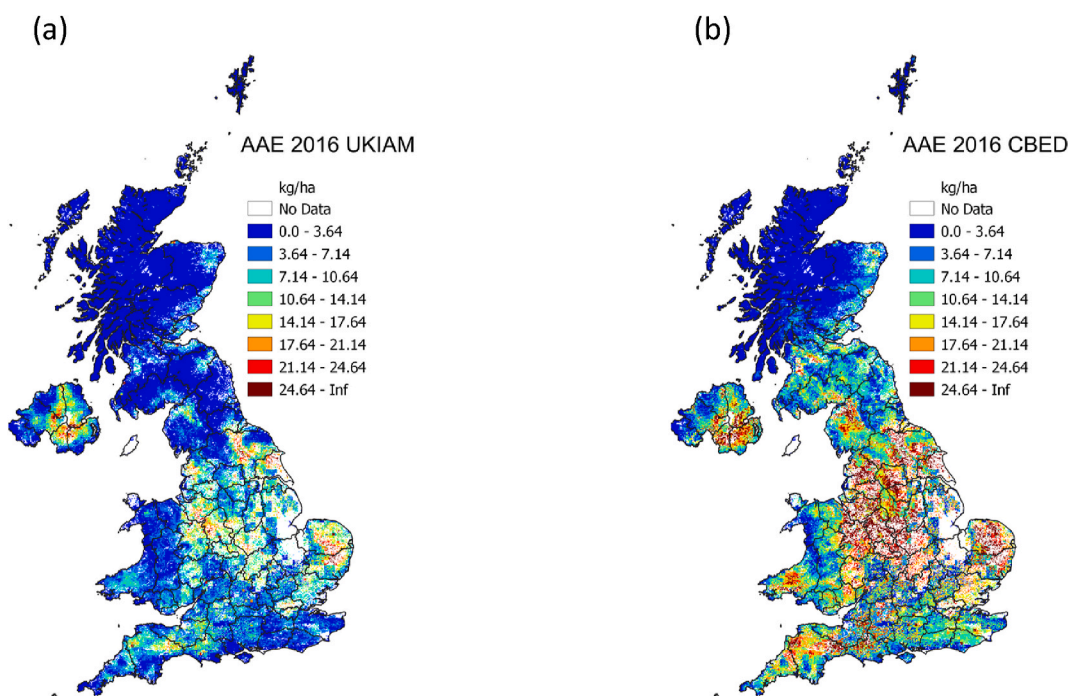 (a)
AAE 2016 UKIAM
kg/ha
No Data
0.0 - 3.64
3.64 - 7.14
7.14 - 10.64
10.64 - 14.14
14.14 - 17.64
17.64 - 21.14
21.14 - 24.64
24.64 - Inf
(b)
AAE 2016 CBED
kg/ha
No Data
0.0 - 3.64
3.64 - 7.14
7.14 - 10.64
10.64 - 14.14
14.14 - 17.64
17.64 - 21.14
21.14 - 24.64
24.64 - Inf